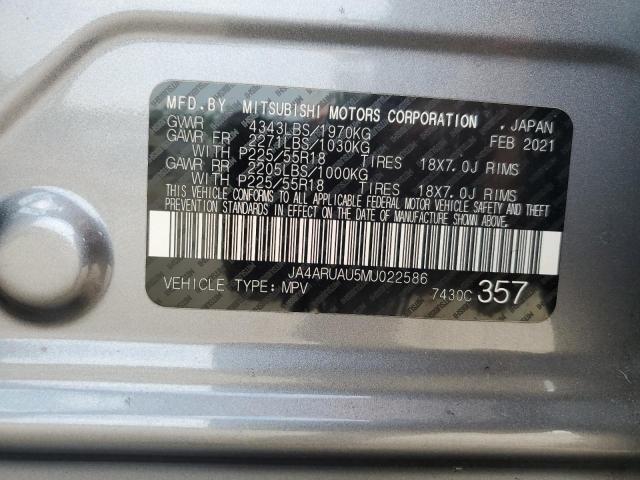 MFD.BY MITSUBISHI MOTORS CORPORATION , JAPAN
GVWR 4343LBS/1970KG FEB 2021
GAWR FR 2271LBS/1030KG
WITH P225/55R18 TIRES 18X7.0J RIMS
GAWR RR 2205LBS/1000KG
WITH P225/55R18 TIRES 18X7.0J RIMS
THIS VEHICLE CONFORMS TO ALL APPLICABLE FEDERAL MOTOR VEHICLE SAFETY AND THEFT
PREVENTION STANDARDS IN EFFECT ON THE DATE OF MANUFACTURE SHOWN ABOVE.
JA4ARUAU5MU022586
VEHICLE TYPE: MPV 7430C 357